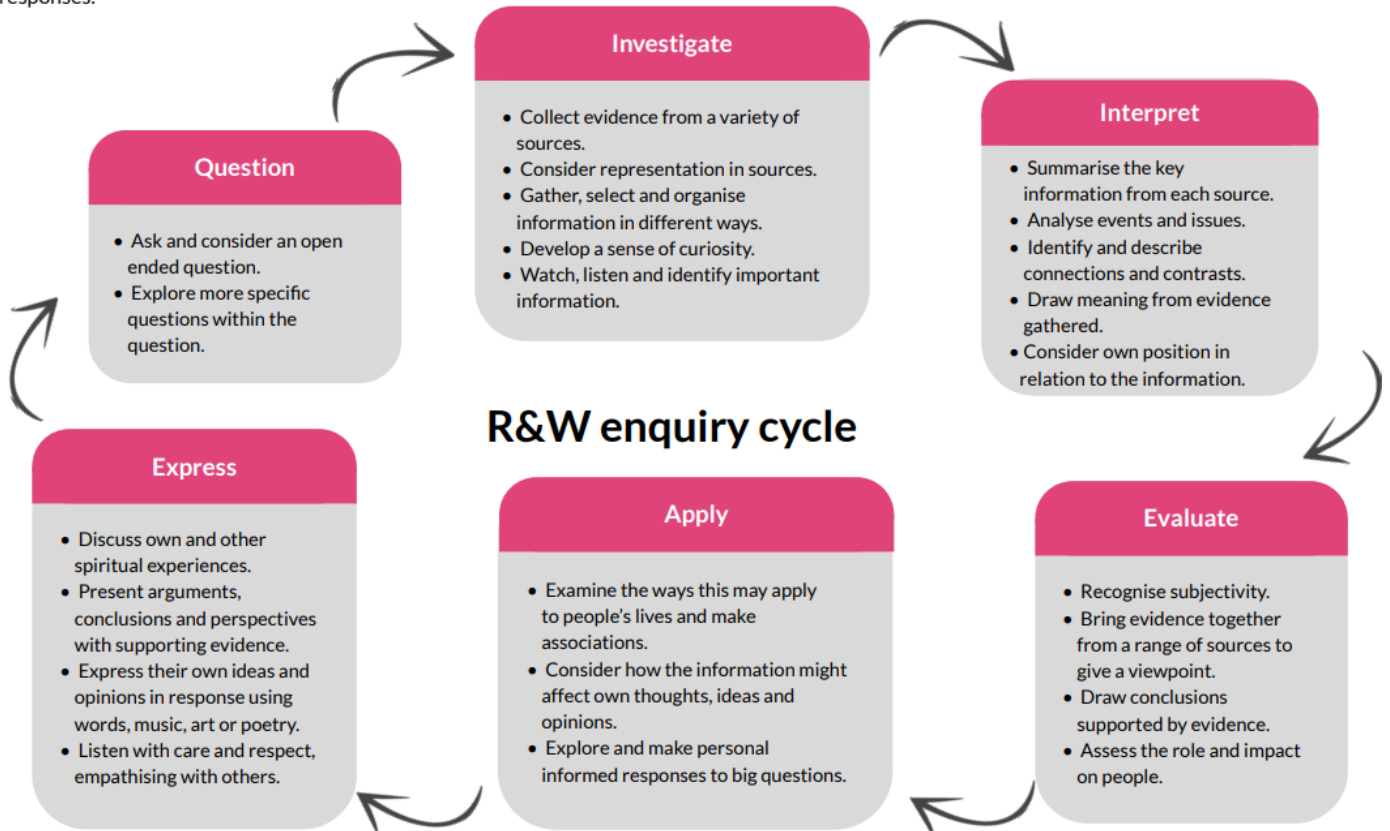 responses.
Question
• Ask and consider an open
ended question.
• Explore more specific
questions within the
question.
Investigate
• Collect evidence from a variety of
sources.
• Consider representation in sources.
• Gather, select and organise
information in different ways.
• Develop a sense of curiosity.
• Watch, listen and identify important
information.
Interpret
• Summarise the key
information from each source.
• Analyse events and issues.
• Identify and describe
connections and contrasts.
• Draw meaning from evidence
gathered.
• Consider own position in
relation to the information.
R&W enquiry cycle
Evaluate
• Recognise subjectivity.
• Bring evidence together
from a range of sources to
give a viewpoint.
• Draw conclusions
supported by evidence.
• Assess the role and impact
on people.
Apply
• Examine the ways this may apply
to people's lives and make
associations.
• Consider how the information might
affect own thoughts, ideas and
opinions.
• Explore and make personal
informed responses to big questions.
Express
• Discuss own and other
spiritual experiences.
• Present arguments,
conclusions and perspectives
with supporting evidence.
• Express their own ideas and
opinions in response using
words, music, art or poetry.
• Listen with care and respect,
empathising with others.